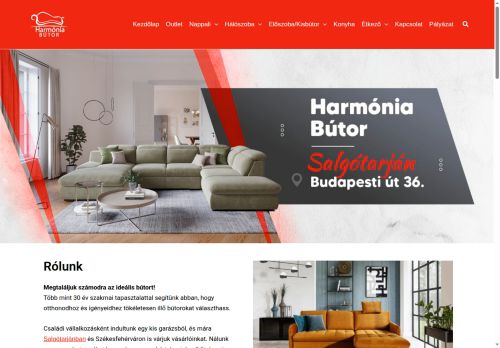 Harmónia
BÚTOR
Kezdőlap Outlet Nappali Hálószoba Előszoba/Kisbútor Konyha Étkező Kapcsolat Pályázat
Harmónia
Bútor
Salgótarján
Budapesti út 36.
Rólunk
Megtaláljuk számodra az ideális bútort!
Több mint 30 év szakmai tapasztalattal segítünk abban, hogy
otthonodhoz és igényeidhez tökéletesen illő bútorokat választhass.
Családi vállalkozásként indultunk egy kis garázsból, és mára
Salgótarjánban és Székesfehérváron is várjuk vásárlóinkat. Nálunk